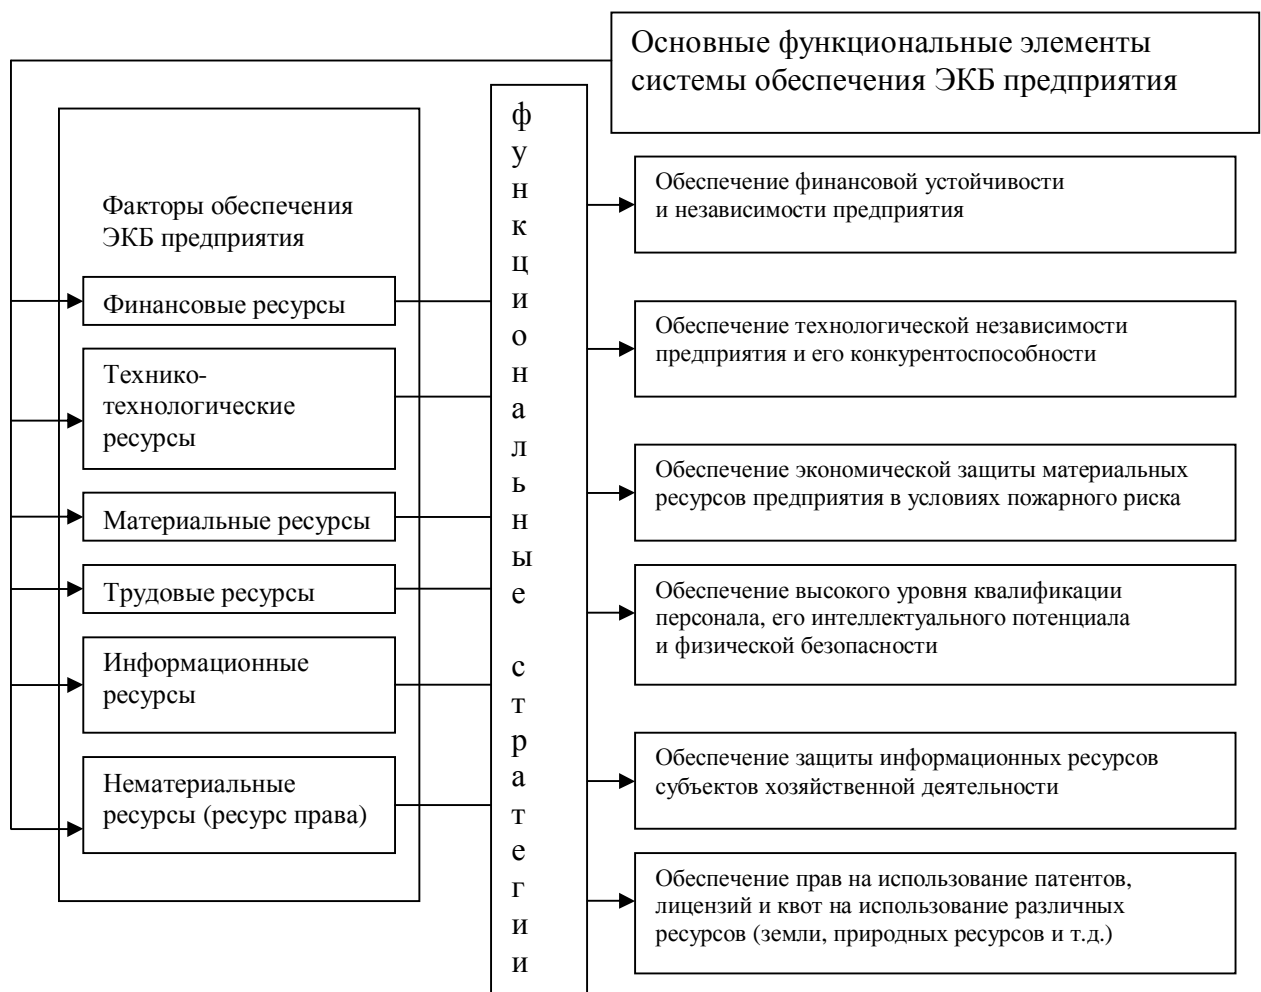 Основные функциональные элементы
системы обеспечения ЭКБ предприятия
Факторы обеспечения
ЭКБ предприятия
Финансовые ресурсы
Технико-
технологические
ресурсы
Материальные ресурсы
Трудовые ресурсы
Информационные
ресурсы
Нематериальные
ресурсы (ресурс права)
функциональные стратегии
Обеспечение финансовой устойчивости
и независимости предприятия
Обеспечение технологической независимости
предприятия и его конкурентоспособности
Обеспечение экономической защиты материальных
ресурсов предприятия в условиях пожарного риска
Обеспечение высокого уровня квалификации
персонала, его интеллектуального потенциала
и физической безопасности
Обеспечение защиты информационных ресурсов
субъектов хозяйственной деятельности
Обеспечение прав на использование патентов,
лицензий и квот на использование различных
ресурсов (земли, природных ресурсов и т.д.)